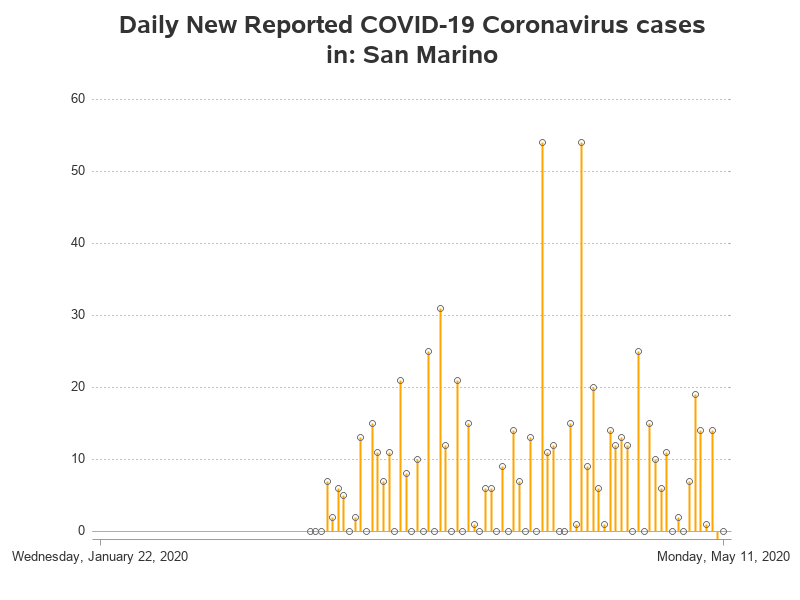 Daily New Reported COVID-19 Coronavirus cases
in: San Marino
60
50
40
30
20
10
0
Wednesday, January 22, 2020 Monday, May 11, 2020